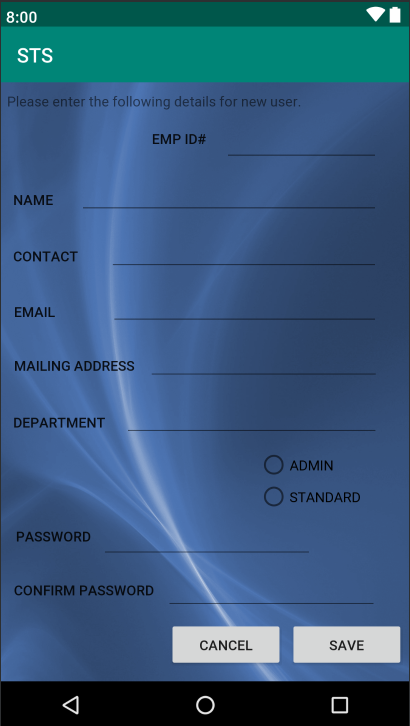 8:00
STS
Please enter the following details for new user.
EMP ID#
NAME
CONTACT
EMAIL
MAILING ADDRESS
DEPARTMENT
ADMIN
STANDARD
PASSWORD
CONFIRM PASSWORD
CANCEL SAVE